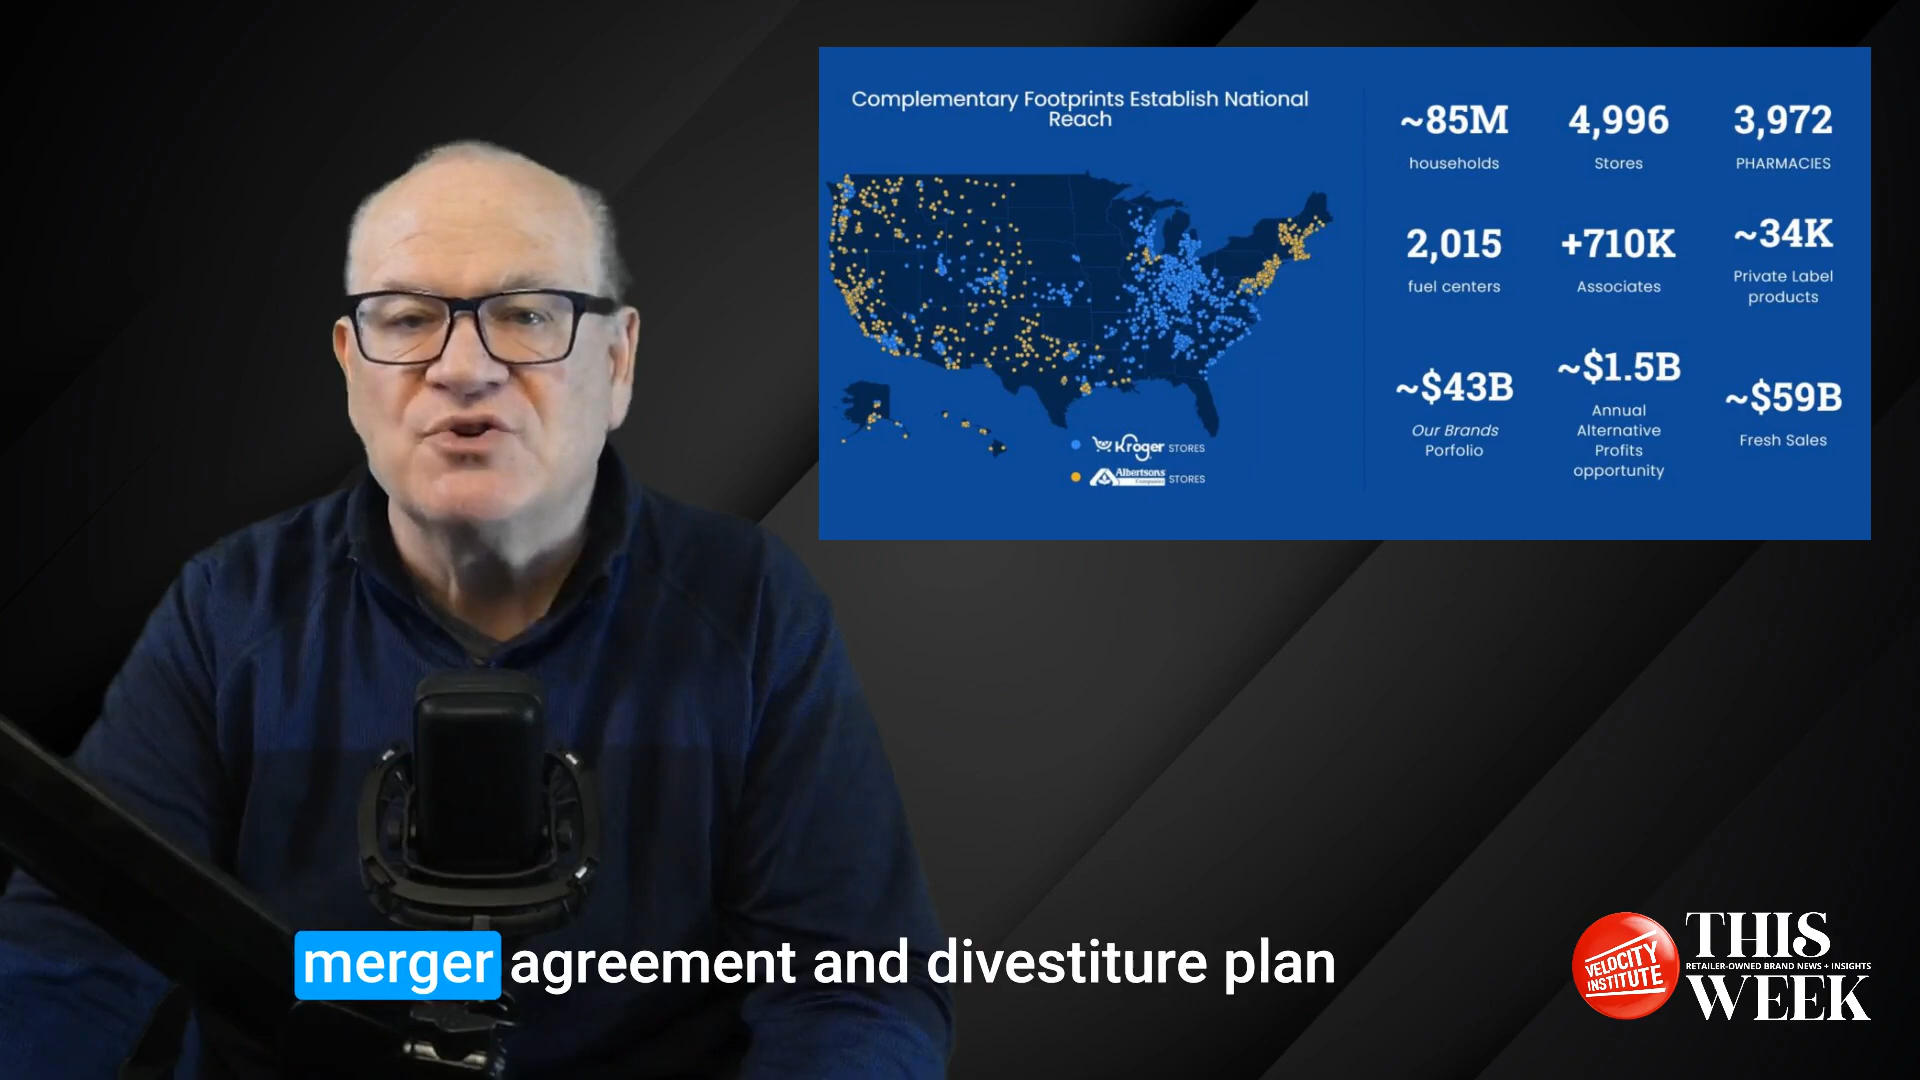 Complementary Footprints Establish National
Reach
~85M
households
4,996
Stores
3,972
PHARMACIES
2,015
fuel centers
+710K
Associates
~34K
Private Label
products
~$43B
Our Brands
Porfolio
~$1.5B
Annual
Alternative
Profits
opportunity
~$59B
Fresh Sales
Kroger STORES
Albertsons
Companies
STORES
merger agreement and divestiture plan
VELOCITY
INSTITUTE
THIS
RETAILER-OWNED BRAND NEWS + INSIGHTS
WEEK